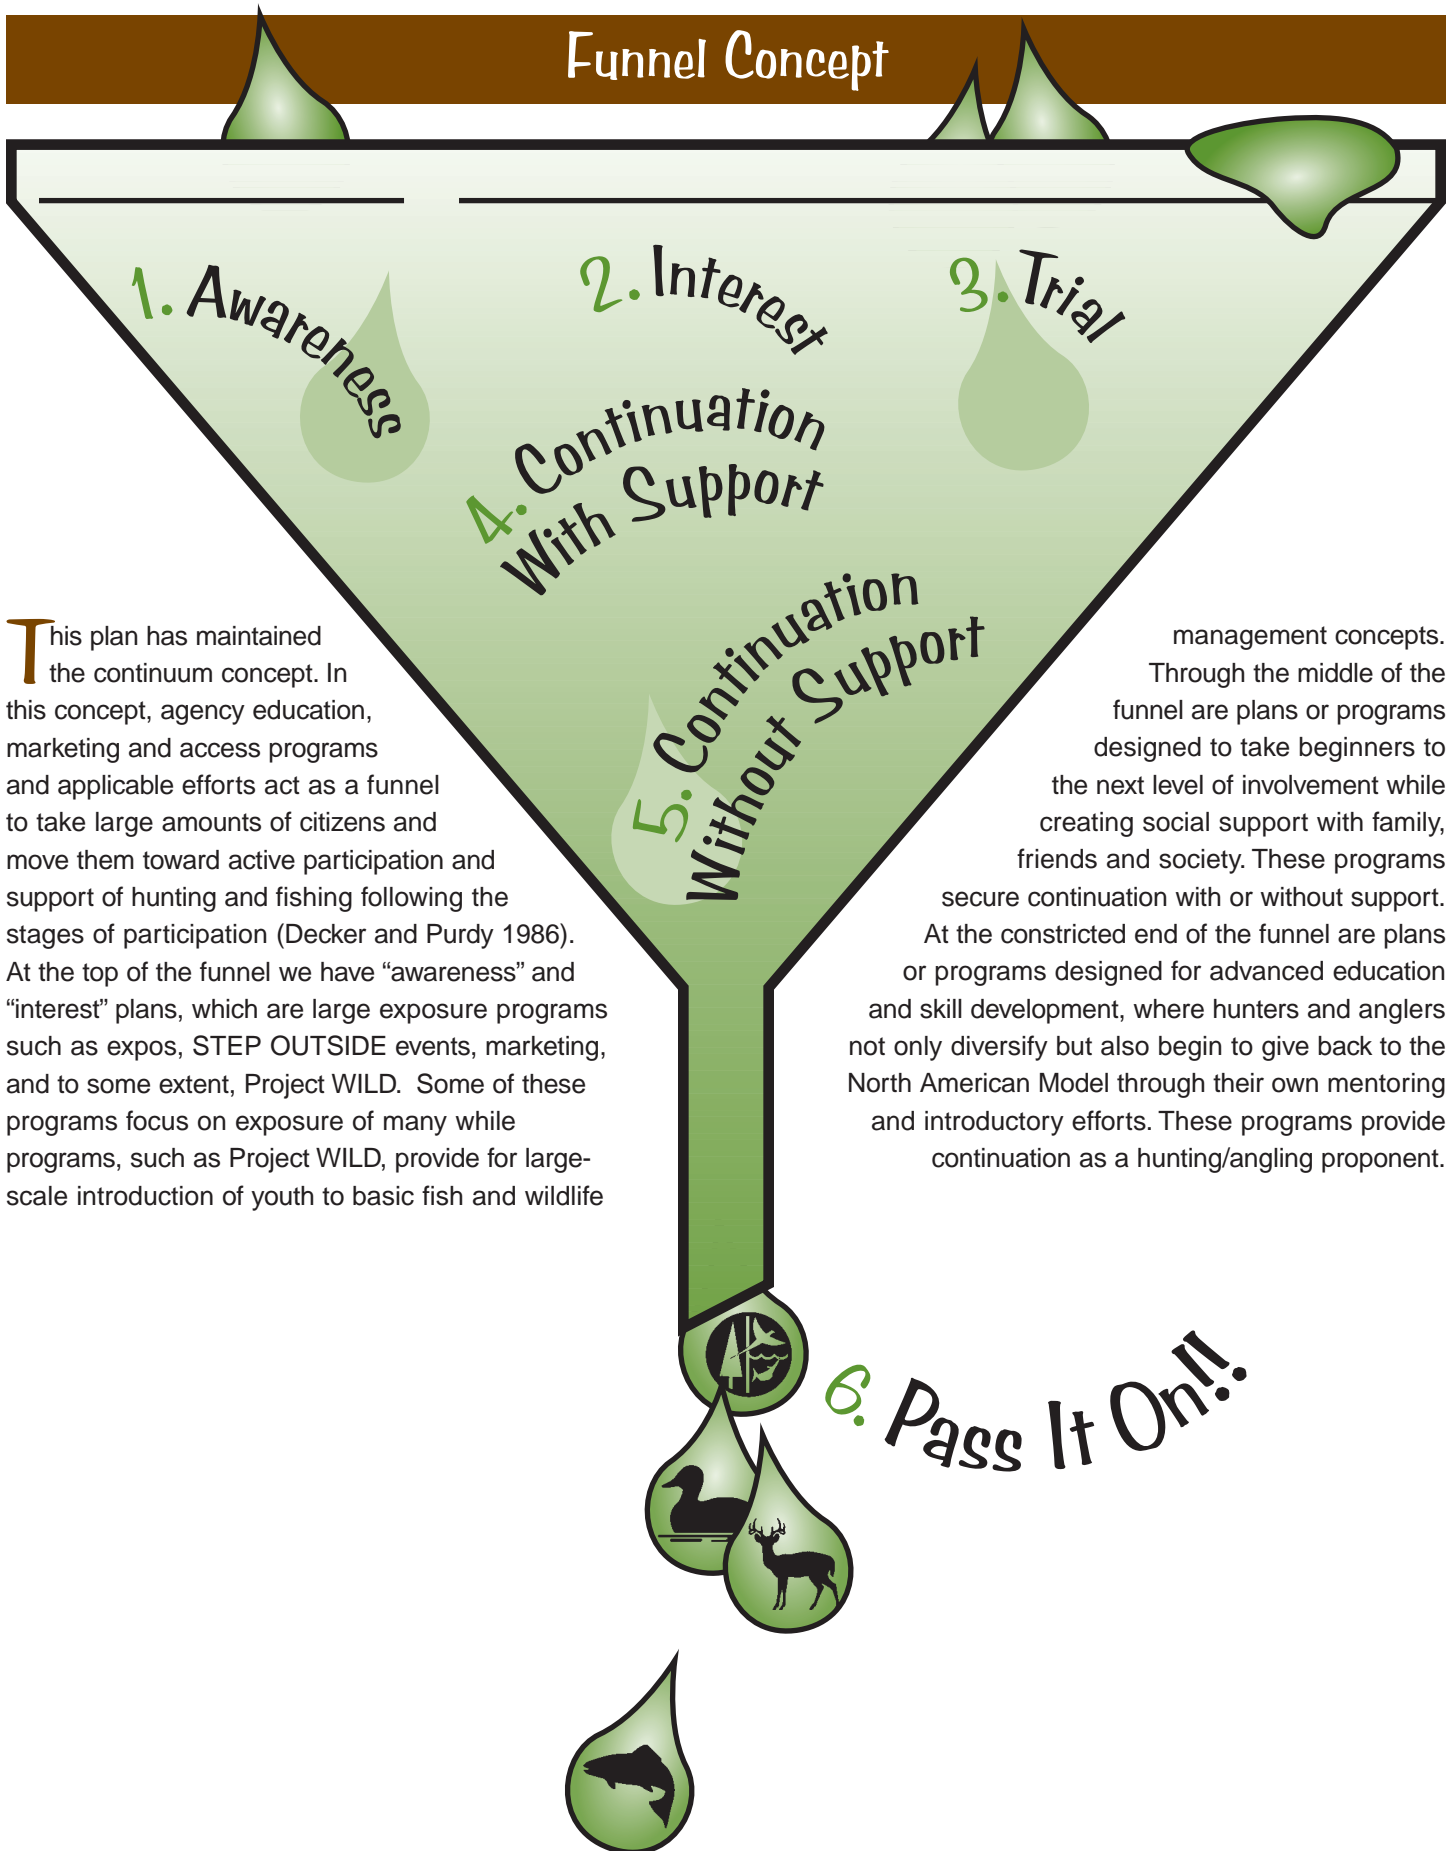 Funnel Concept
1. Awareness
2. Interest
3. Trial
4. Continuation
With Support
5. Continuation
Without Support
This plan has maintained
the continuum concept. In
this concept, agency education,
marketing and access programs
and applicable efforts act as a funnel
to take large amounts of citizens and
move them toward active participation and
support of hunting and fishing following the
stages of participation (Decker and Purdy 1986).
At the top of the funnel we have “awareness” and
“interest” plans, which are large exposure programs
such as expos, STEP OUTSIDE events, marketing,
and to some extent, Project WILD.  Some of these
programs focus on exposure of many while
programs, such as Project WILD, provide for large-
scale introduction of youth to basic fish and wildlife
management concepts.
Through the middle of the
funnel are plans or programs
designed to take beginners to
the next level of involvement while
creating social support with family,
friends and society. These programs
secure continuation with or without support.
At the constricted end of the funnel are plans
or programs designed for advanced education
and skill development, where hunters and anglers
not only diversify but also begin to give back to the
North American Model through their own mentoring
and introductory efforts. These programs provide
continuation as a hunting/angling proponent.
6. Pass It On!!